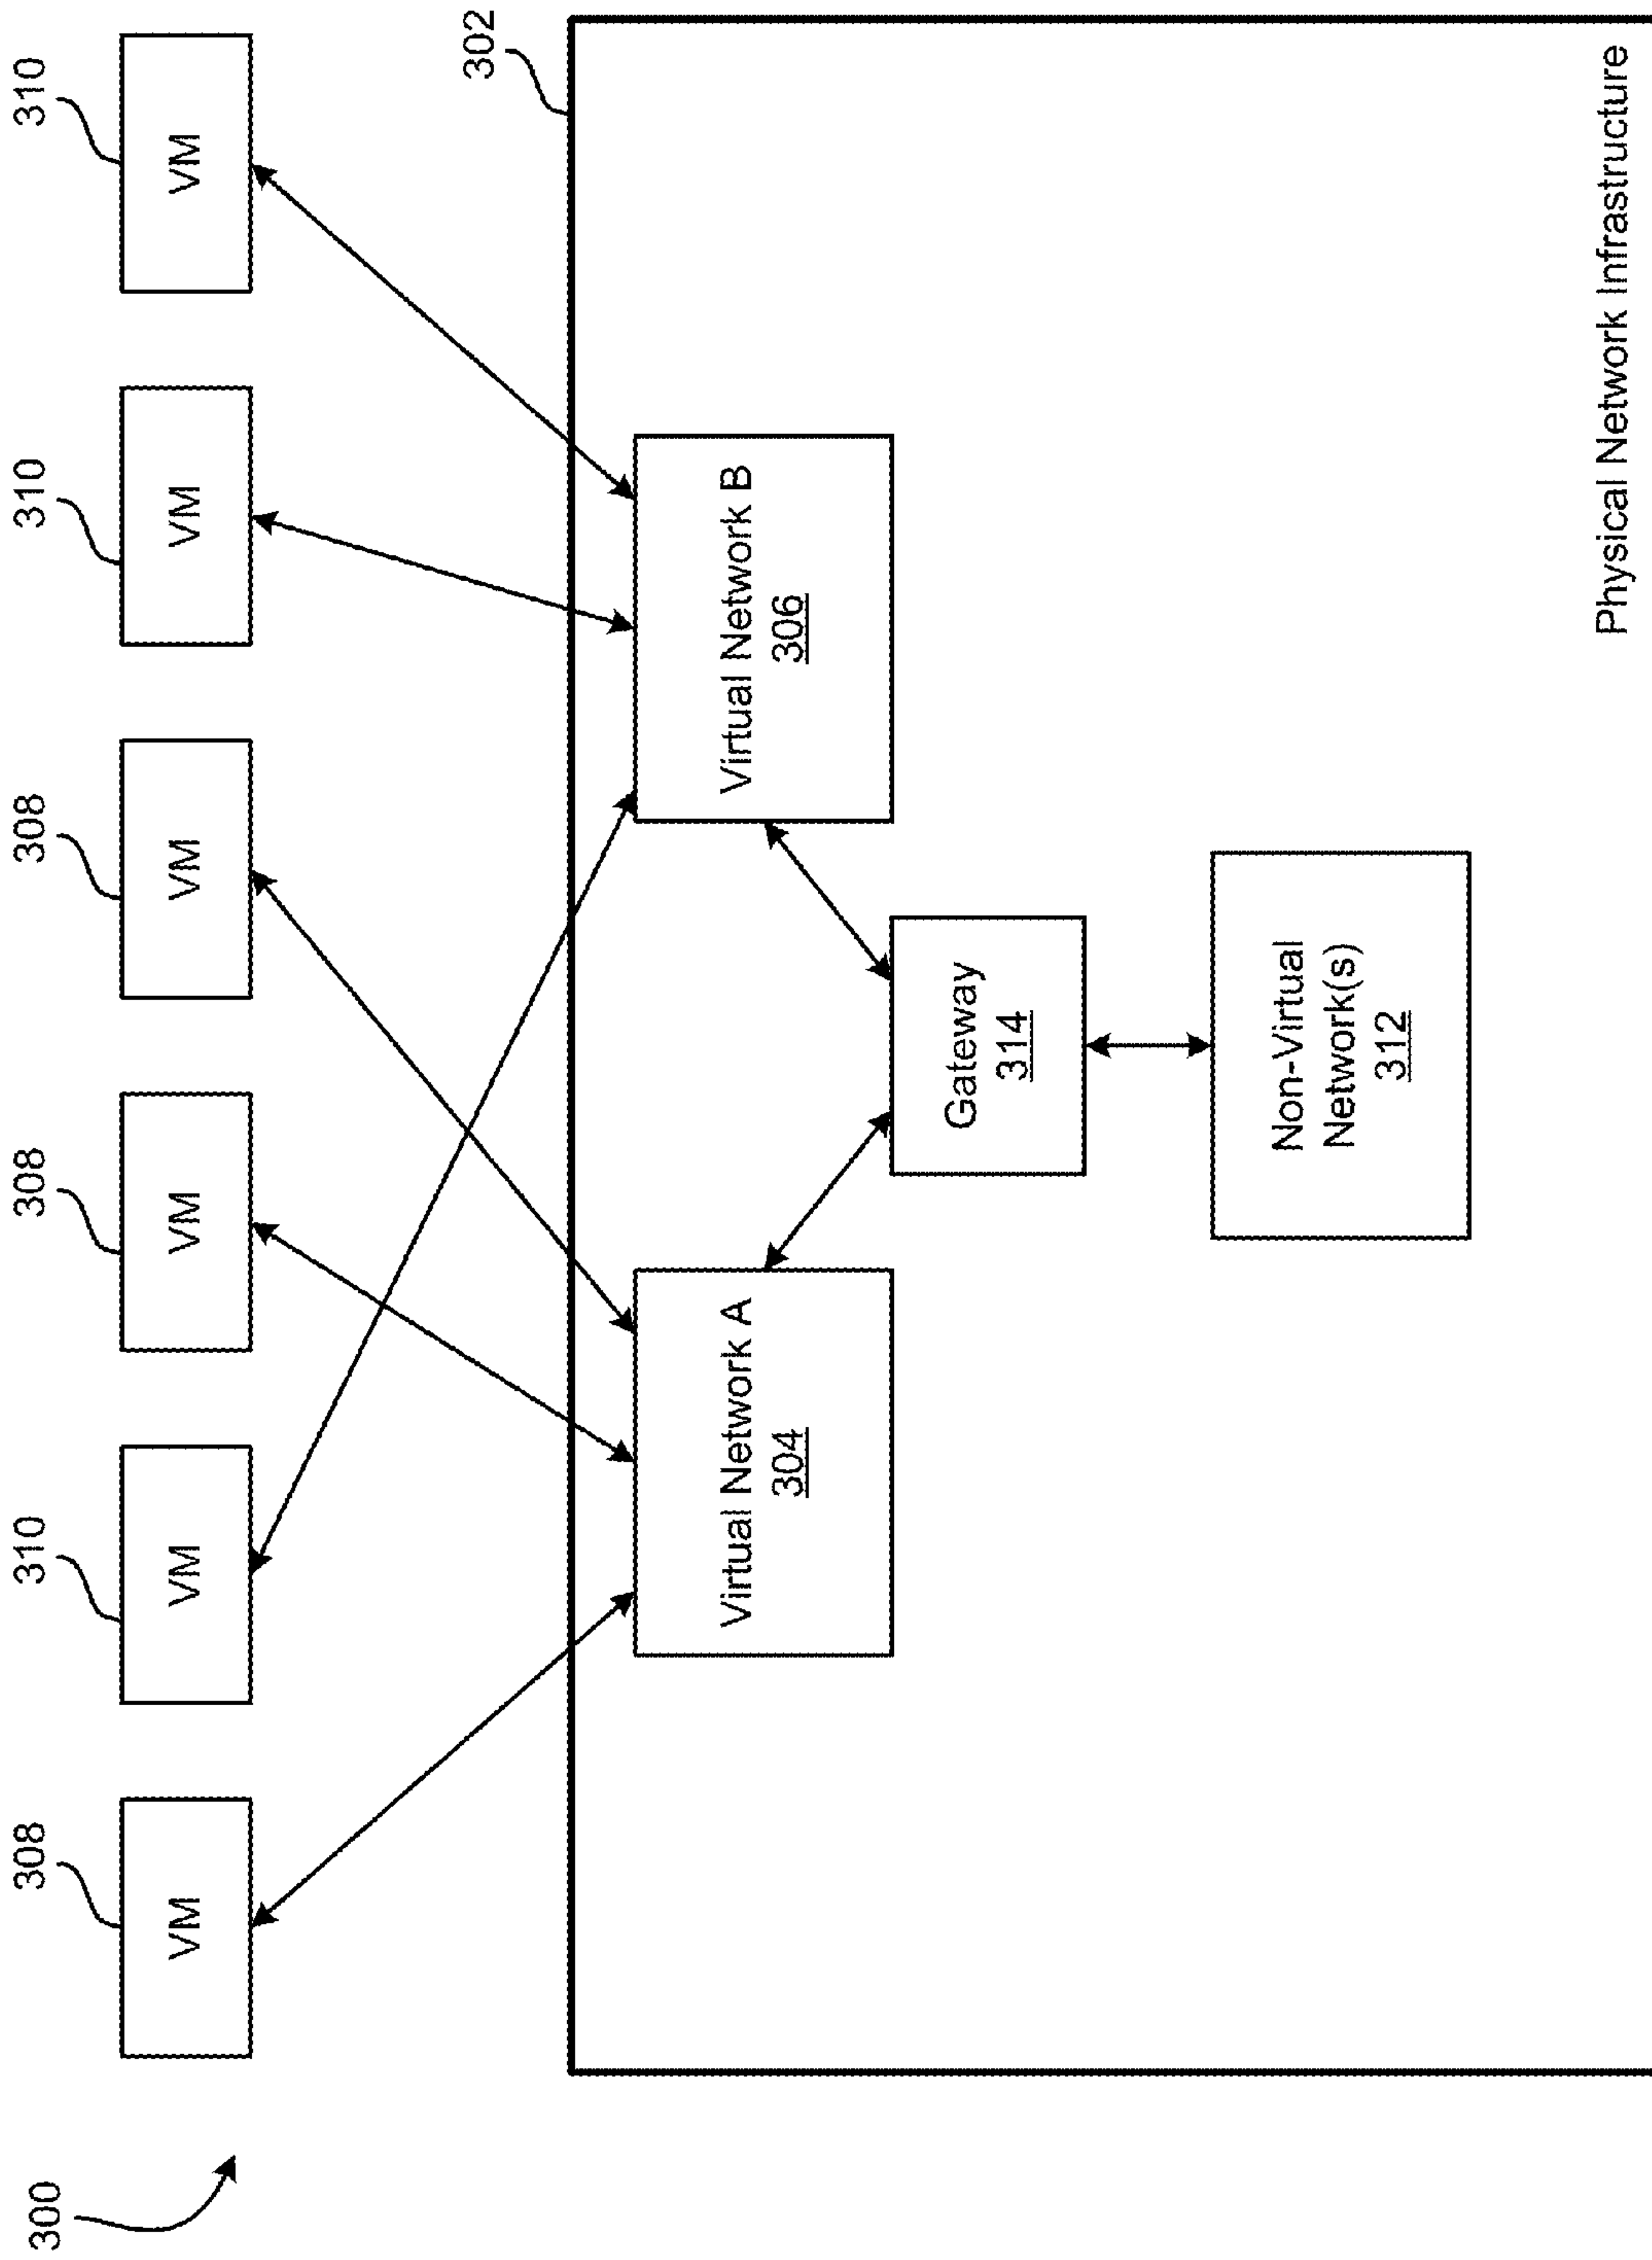 300
308
310
308
308
310
310
VM
VM
VM
VM
VM
VM
302
Virtual Network A
304
Virtual Network B
306
Gateway
314
Non-Virtual
Network(s)
312
Physical Network Infrastructure